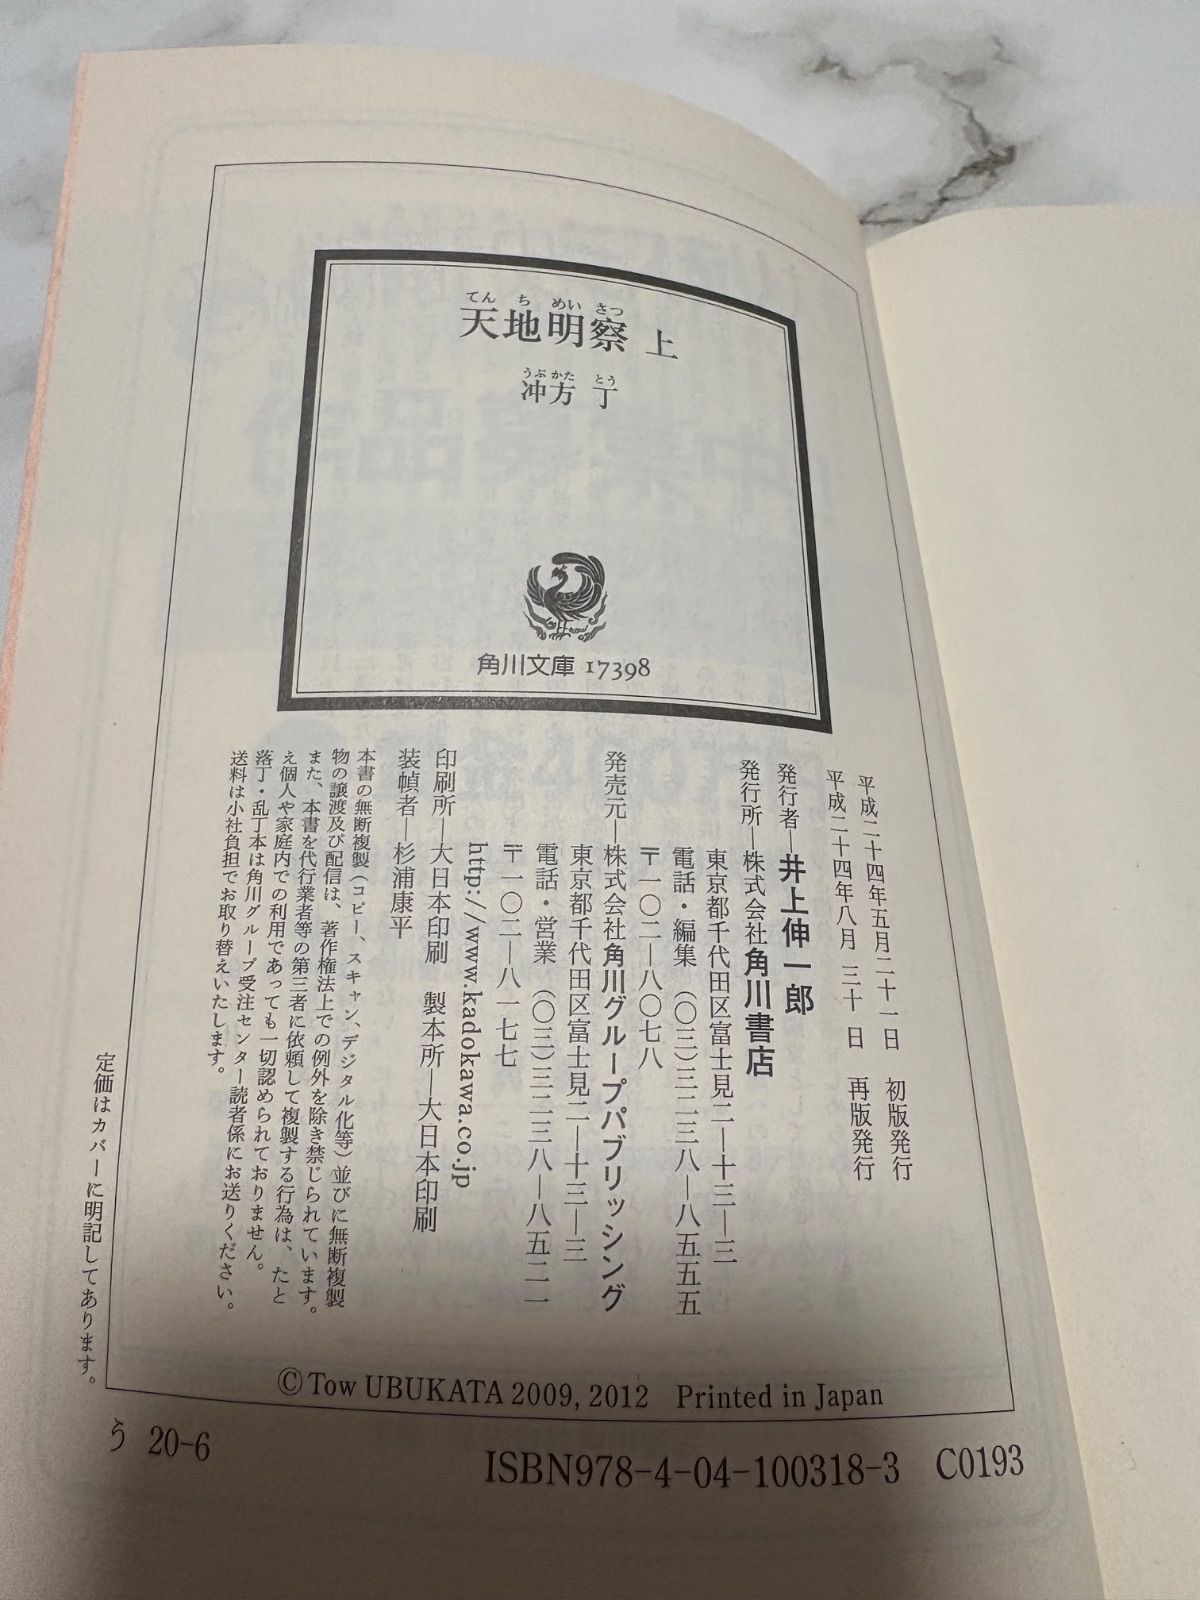 てんちめいさつ
天地明察 上
うぶかた とう
冲方 丁
角川文庫 17398
平成二十四年五月二十一日 初版発行
平成二十四年八月 三十 日 再版発行
発行者―井上伸一郎
発行所―株式会社角川書店
東京都千代田区富士見二―十三―三
電話・編集 (〇三)三二三八―八五五五
〒一〇二―八〇七八
発売元―株式会社角川グループパブリッシング
東京都千代田区富士見二―十三―三
電話・営業 (〇三)三二三八―八五二一
〒一〇二―八一七七
http://www.kadokawa.co.jp
印刷所―大日本印刷 製本所―大日本印刷
装幀者―杉浦康平
本書の無断複製(コピー、スキャン、デジタル化等)並びに無断複製
物の譲渡及び配信は、著作権法上での例外を除き禁じられています。
また、本書を代行業者等の第三者に依頼して複製する行為は、たと
え個人や家庭内での利用であっても一切認められておりません。
落丁・乱丁本は角川グループ受注センター読者係にお送りください。
送料は小社負担でお取り替えいたします。
定価はカバーに明記してあります。
©Tow UBUKATA 2009, 2012 Printed in Japan
う 20-6
ISBN978-4-04-100318-3 C0193